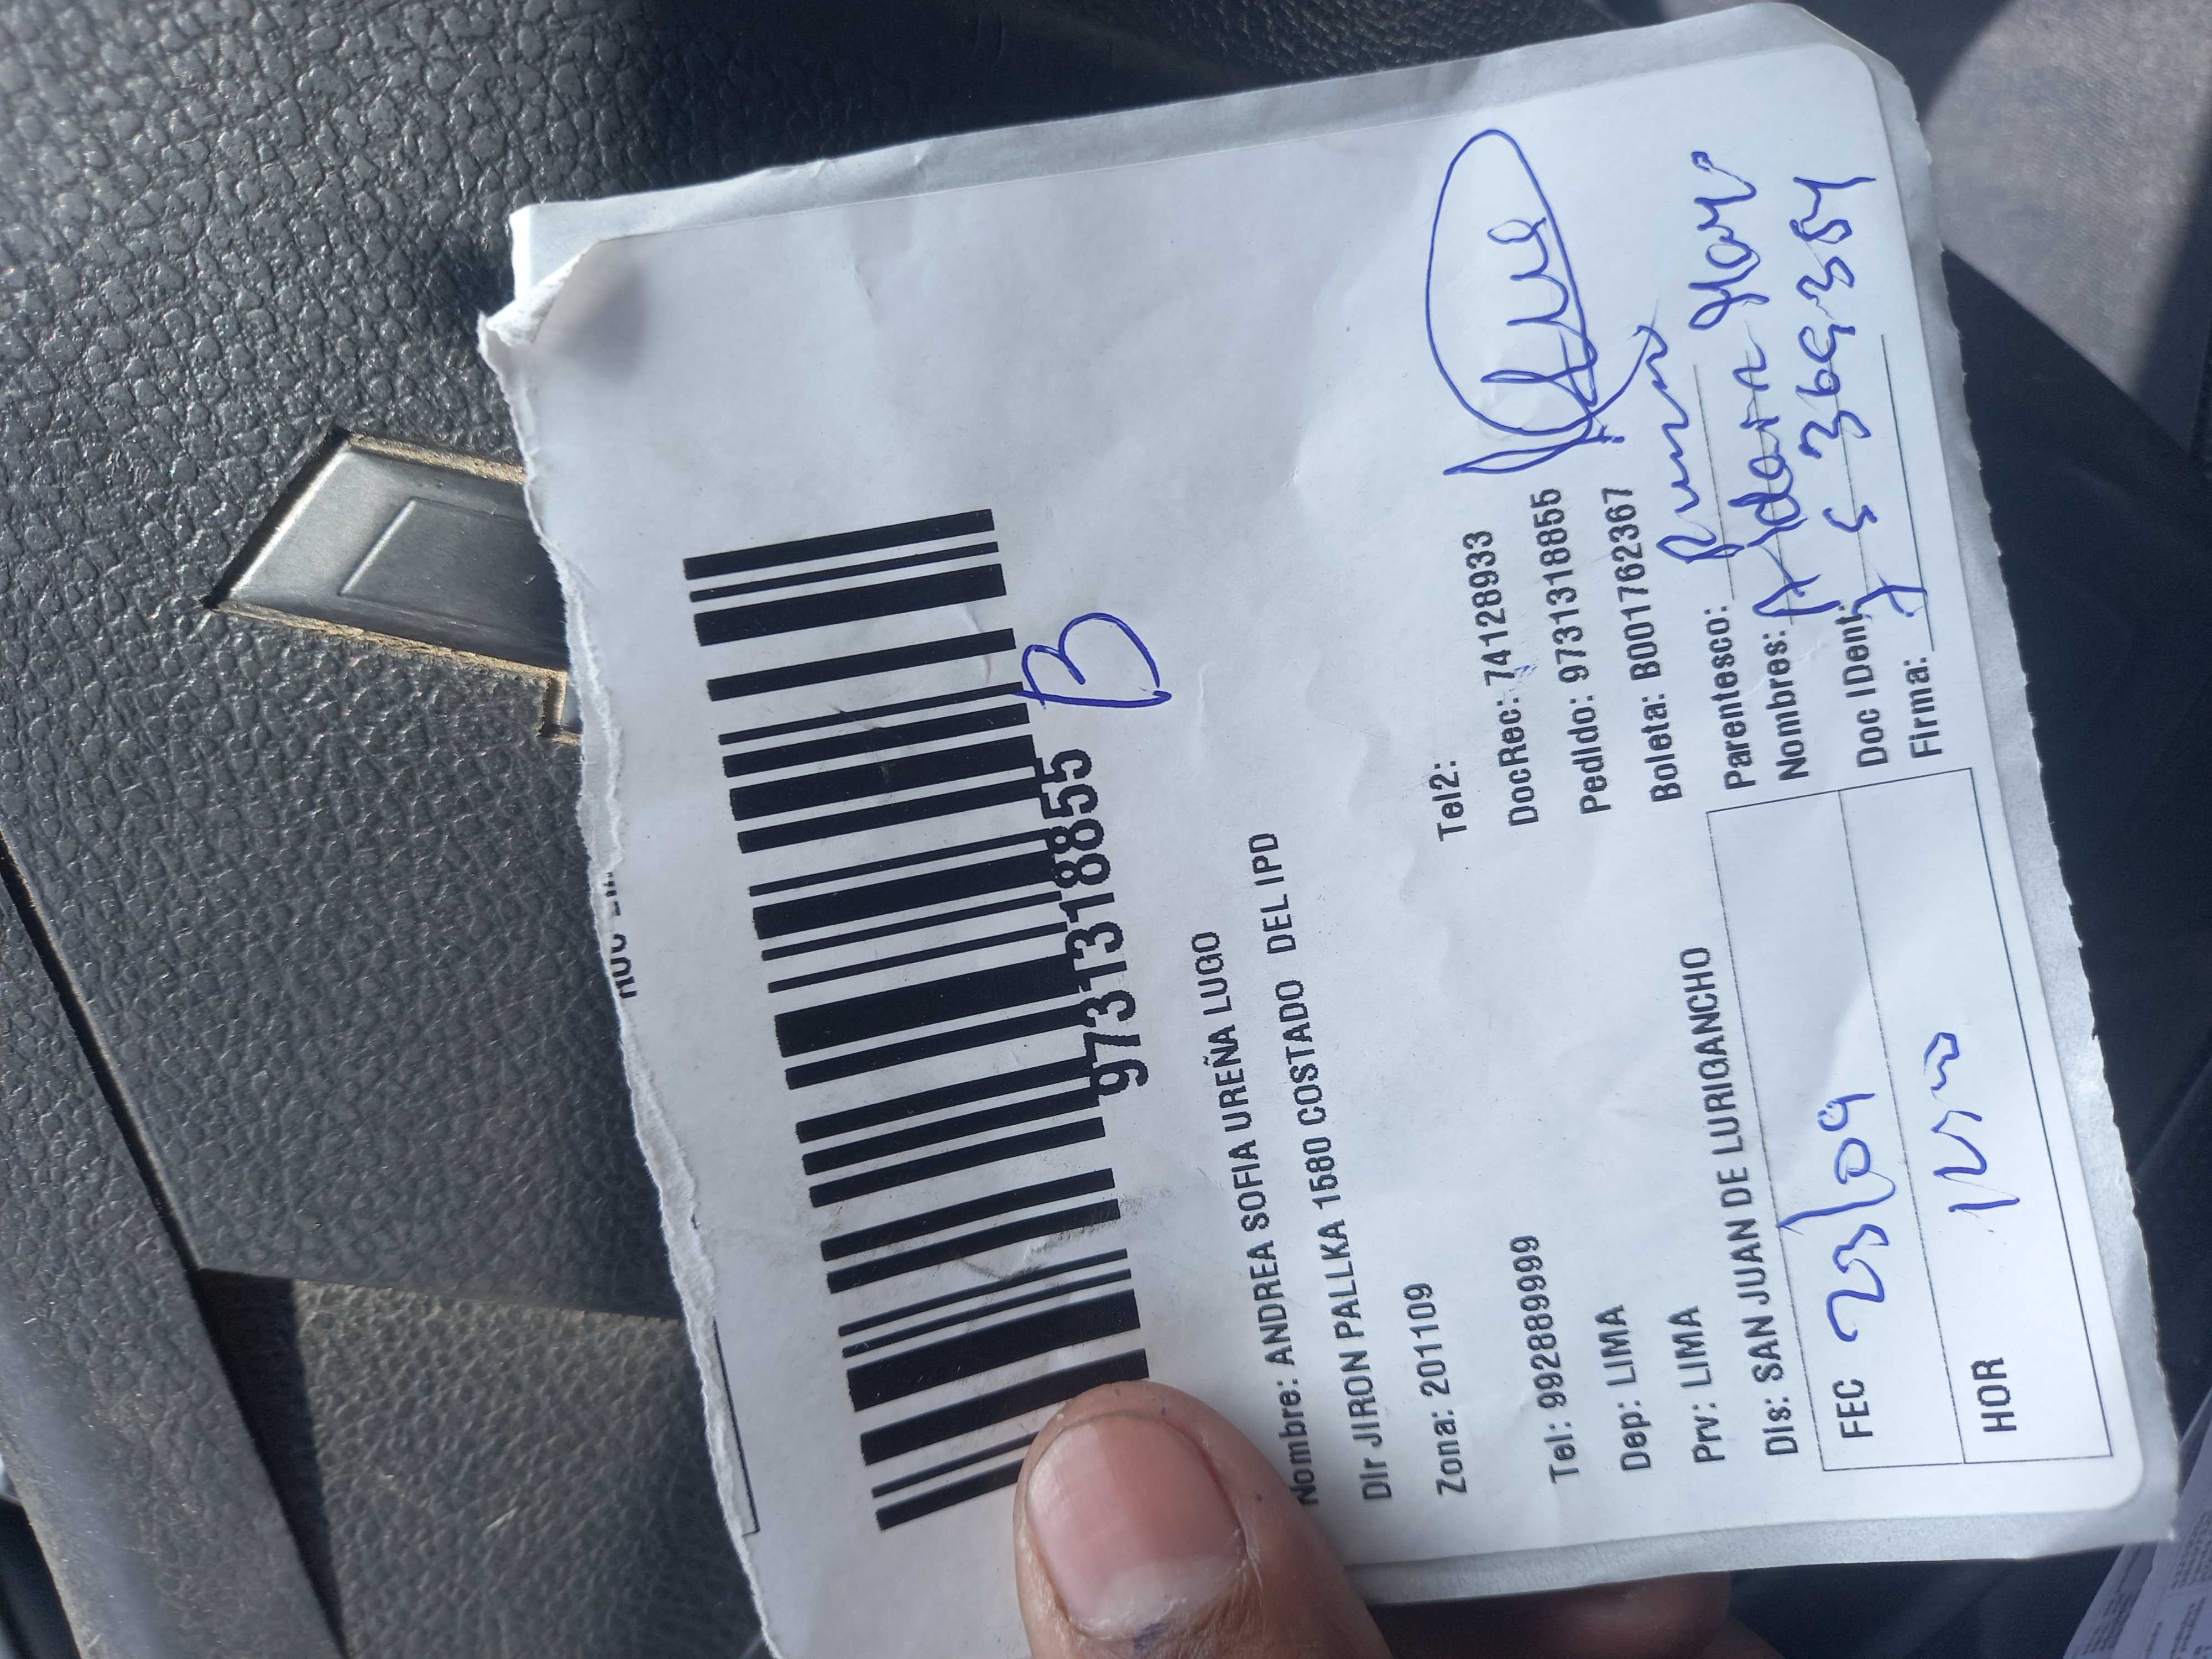 9731318855
B
Nombre: ANDREA SOFIA UREÑA LUGO
DIr JIRON PALLKA 1580 COSTADO DEL IPD
Zona: 201109
Tel2:
Tel: 992889999
DocRec: 74128933
Dep: LIMA
PedIdo: 9731318855
Prv: LIMA
Boleta: B001762367
DIs: SAN JUAN DE LURIGANCHO
Parentesco:
FEC 23/09
Nombres:
Doc IDent:
HOR
Firma: